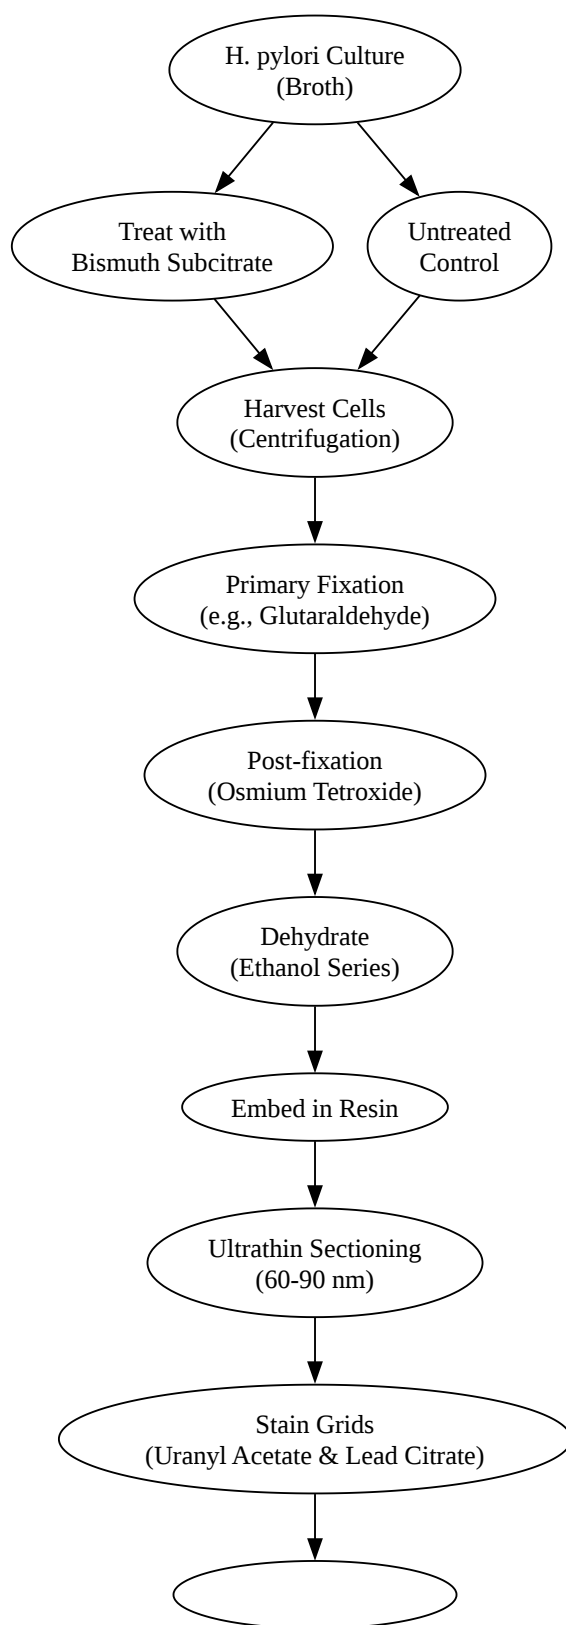 H. pylori Culture
(Broth)
Treat with
Bismuth Subcitrate
Untreated
Control
Harvest Cells
(Centrifugation)
Primary Fixation
(e.g., Glutaraldehyde)
Post-fixation
(Osmium Tetroxide)
Dehydrate
(Ethanol Series)
Embed in Resin
Ultrathin Sectioning
(60-90 nm)
Stain Grids
(Uranyl Acetate & Lead Citrate)